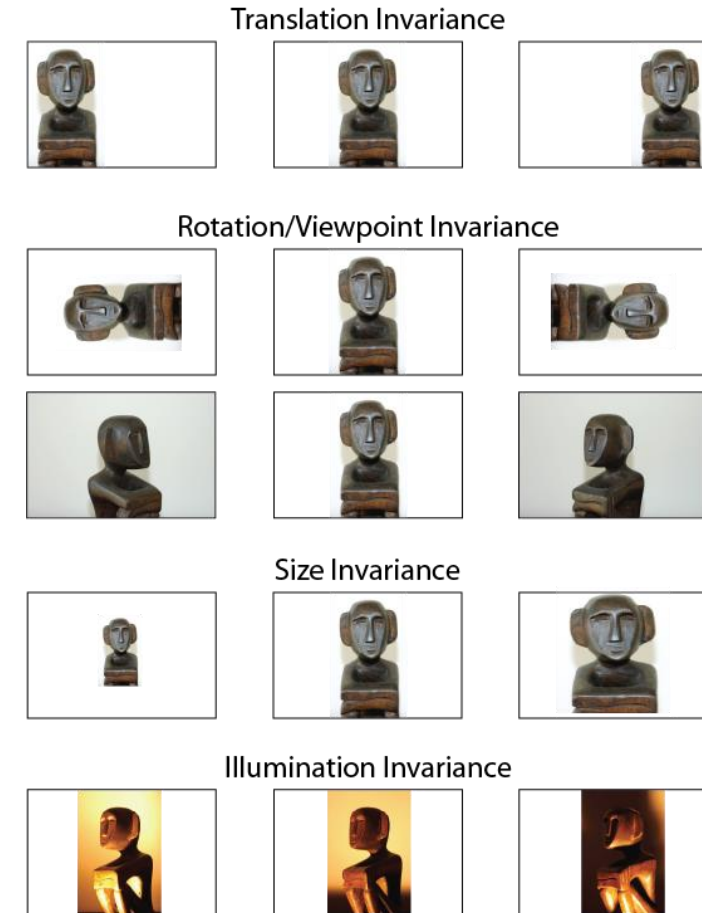 Translation Invariance
Rotation/Viewpoint Invariance
Size Invariance
Illumination Invariance